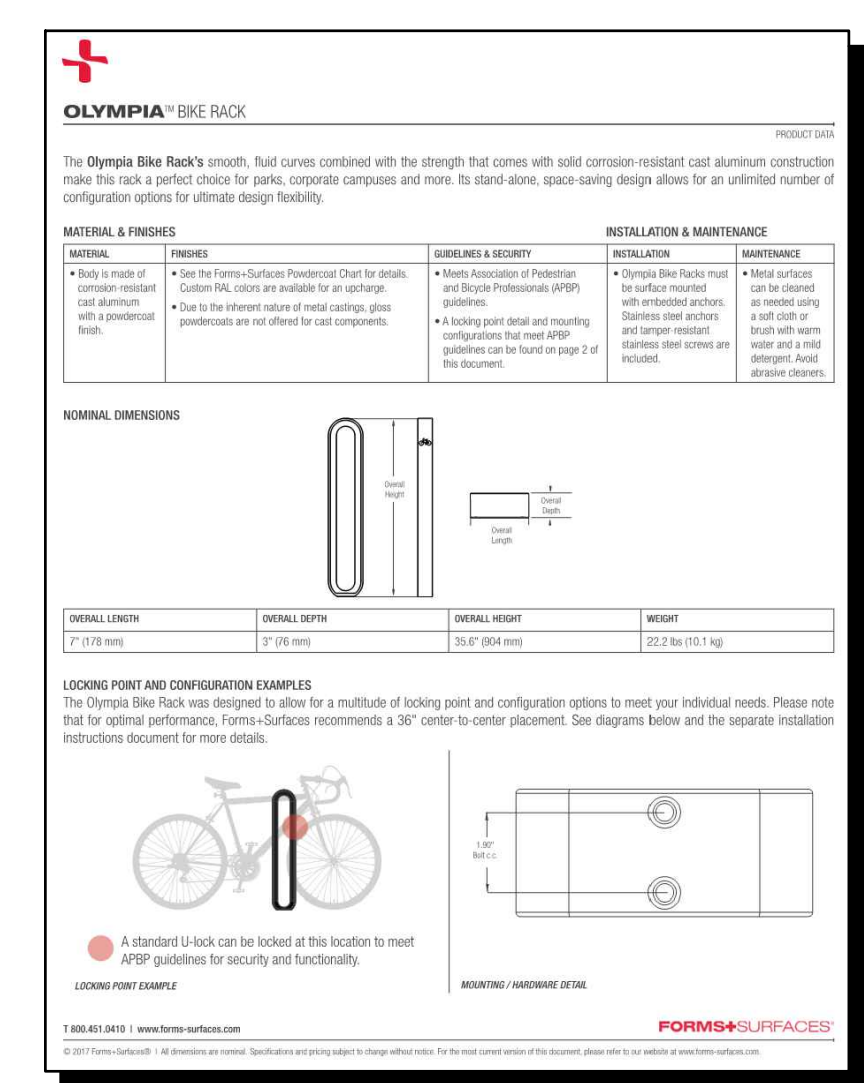 OLYMPIA™ BIKE RACK
PRODUCT DATA
The Olympia Bike Rack's smooth, fluid curves combined with the strength that comes with solid corrosion-resistant cast aluminum construction
make this rack a perfect choice for parks, corporate campuses and more. Its stand-alone, space-saving design allows for an unlimited number of
configuration options for ultimate design flexibility.
MATERIAL & FINISHES
INSTALLATION & MAINTENANCE
MATERIAL
• Body is made of
corrosion-resistant
cast aluminum
with a powdercoat
finish.
FINISHES
• See the Forms+Surfaces Powdercoat Chart for details.
Custom RAL colors are available for an upcharge.
• Due to the inherent nature of metal castings, gloss
powdercoats are not offered for cast components.
GUIDELINES & SECURITY
• Meets Association of Pedestrian
and Bicycle Professionals (APBP)
guidelines.
• A locking point detail and mounting
configurations that meet APBP
guidelines can be found on page 2 of
this document.
INSTALLATION
• Olympia Bike Racks must
be surface mounted
with embedded anchors.
Stainless steel anchors
and tamper-resistant
stainless steel screws are
included.
MAINTENANCE
• Metal surfaces
can be cleaned
as needed using
a soft cloth or
brush with warm
water and a mild
detergent. Avoid
abrasive cleaners.
NOMINAL DIMENSIONS
Overall
Height
Overall
Depth
Overall
Length
OVERALL LENGTH OVERALL DEPTH OVERALL HEIGHT WEIGHT
7" (178 mm) 3" (76 mm) 35.6" (904 mm) 22.2 lbs (10.1 kg)
LOCKING POINT AND CONFIGURATION EXAMPLES
The Olympia Bike Rack was designed to allow for a multitude of locking point and configuration options to meet your individual needs. Please note
that for optimal performance, Forms+Surfaces recommends a 36" center-to-center placement. See diagrams below and the separate installation
instructions document for more details.
1.90"
Bolt c.c.
A standard U-lock can be locked at this location to meet
APBP guidelines for security and functionality.
LOCKING POINT EXAMPLE
MOUNTING / HARDWARE DETAIL
T 800.451.0410 | www.forms-surfaces.com
FORMS+SURFACES®
© 2017 Forms+Surfaces® | All dimensions are nominal. Specifications and pricing subject to change without notice. For the most current version of this document, please refer to our website at www.forms-surfaces.com.